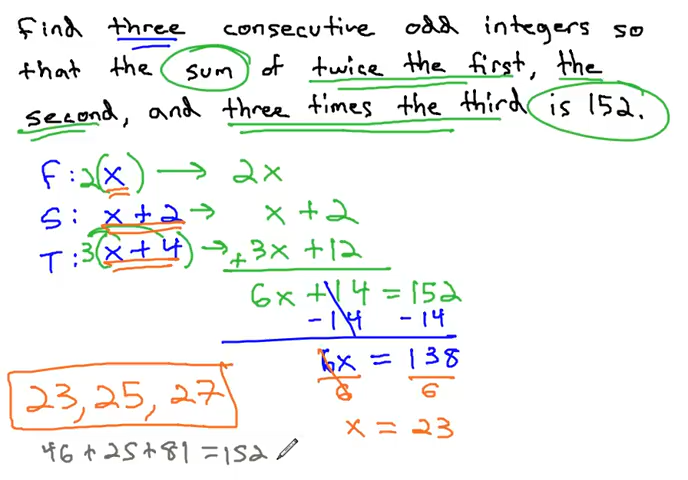 Find three consecutive odd integers so
that the sum of twice the first, the
second, and three times the third is 152.
F: 2(x) → 2x
S: x + 2 → x + 2
T: 3(x + 4) → + 3x + 12
6x + 14 = 152
- 14 - 14
6x = 138
6 6
23, 25, 27
x = 23
46 + 25 + 81 = 152 ✓